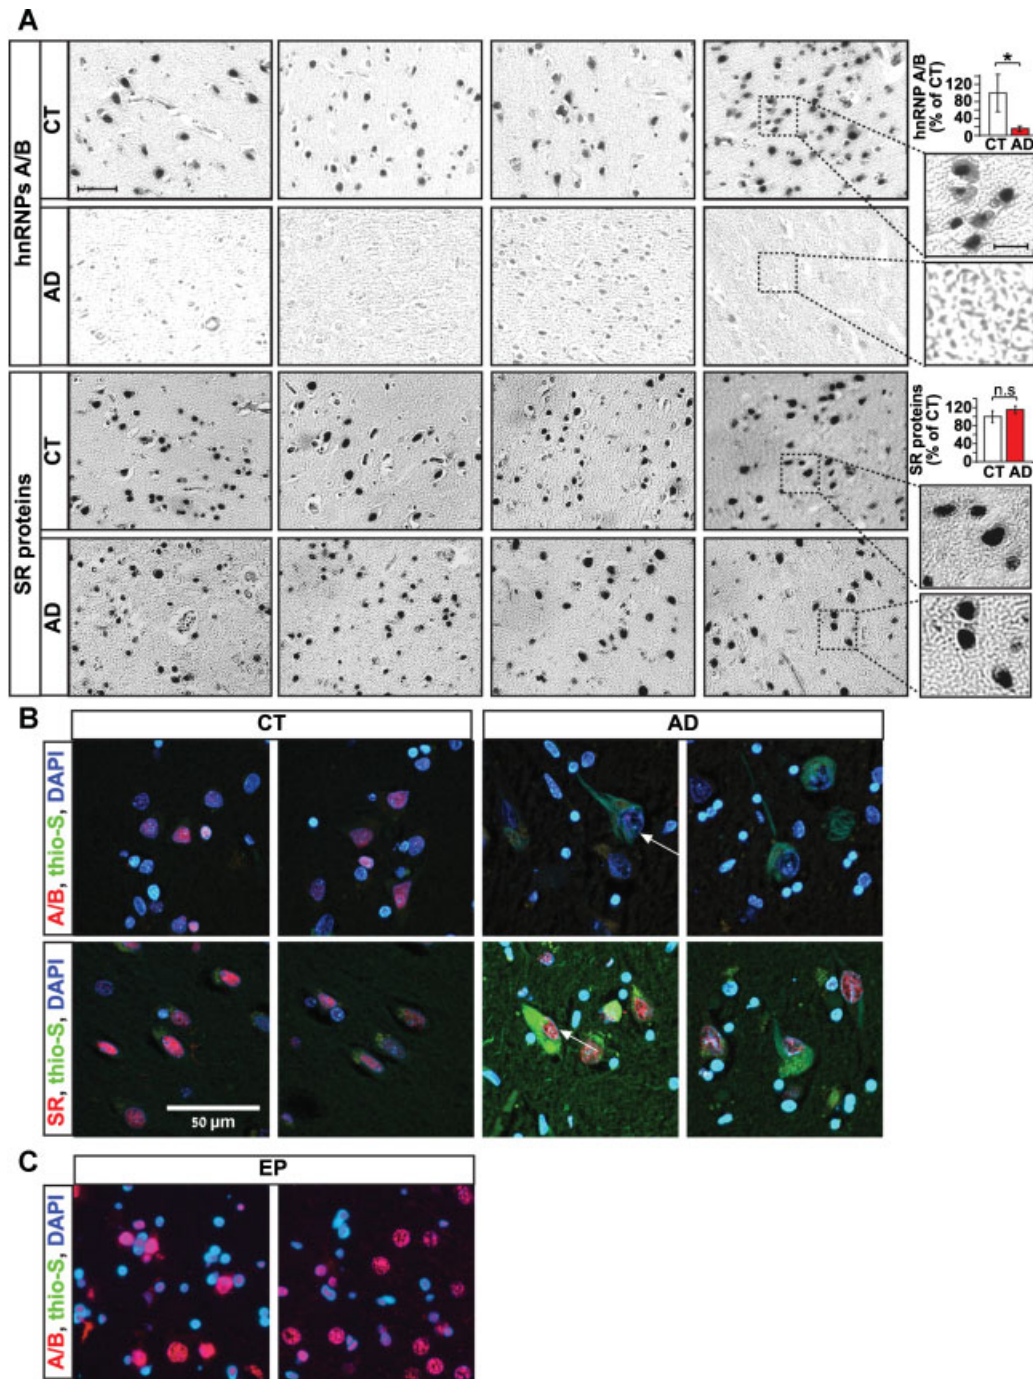 A
hnRNPs A/B
CT
AD
hnRNP A/B
(% of CT)
120
80
40
0
*
CT AD
SR proteins
CT
AD
SR proteins
(% of CT)
120
80
40
0
n.s
CT AD
B
CT
AD
A/B, thio-S, DAPI
SR, thio-S, DAPI
50 µm
C
EP
A/B, thio-S, DAPI